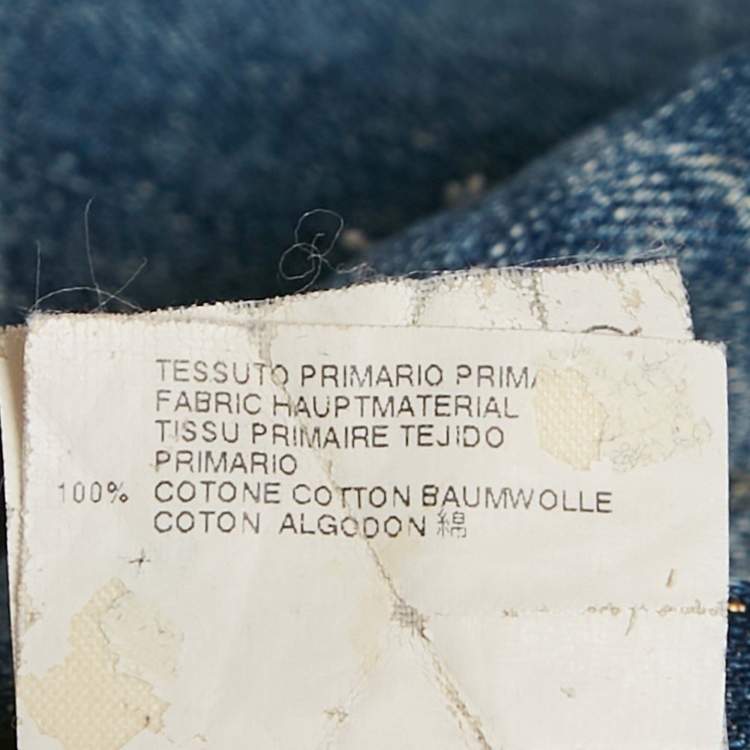 TESSUTO PRIMARIO PRIMA
FABRIC HAUPTMATERIAL
TISSU PRIMAIRE TEJIDO
PRIMARIO
100% COTONE COTTON BAUMWOLLE
COTON ALGODON 綿